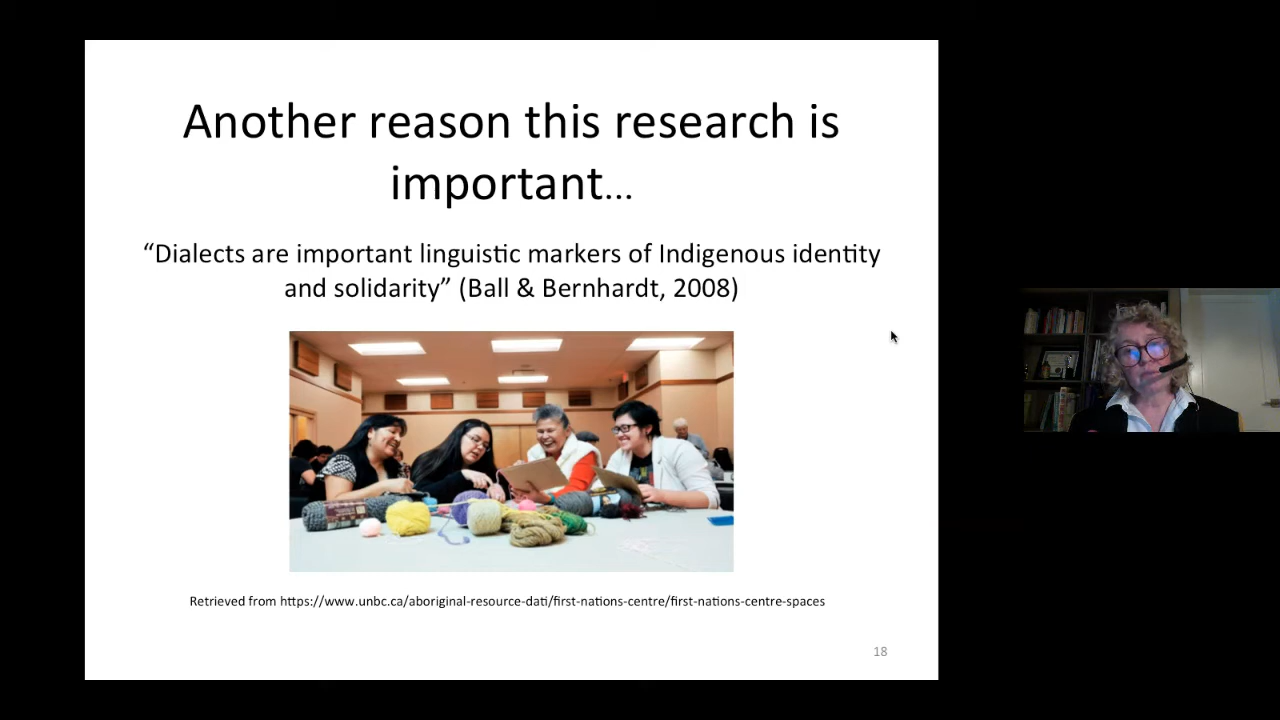 Another reason this research is
important...
“Dialects are important linguistic markers of Indigenous identity
and solidarity” (Ball & Bernhardt, 2008)
Retrieved from https://www.unbc.ca/aboriginal-resource-dati/first-nations-centre/first-nations-centre-spaces
18